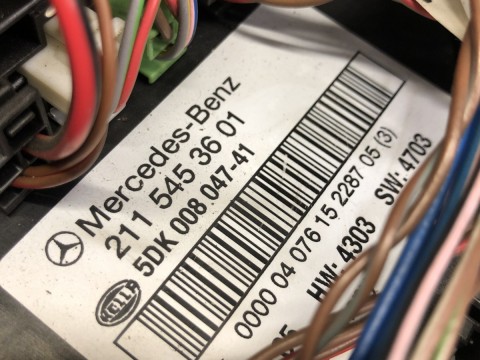 Mercedes-Benz
211 545 36 01
5DK 008.047-41
HELLA
0000 04 076 15 2287 05 (3)
HW: 4303 SW: 4703